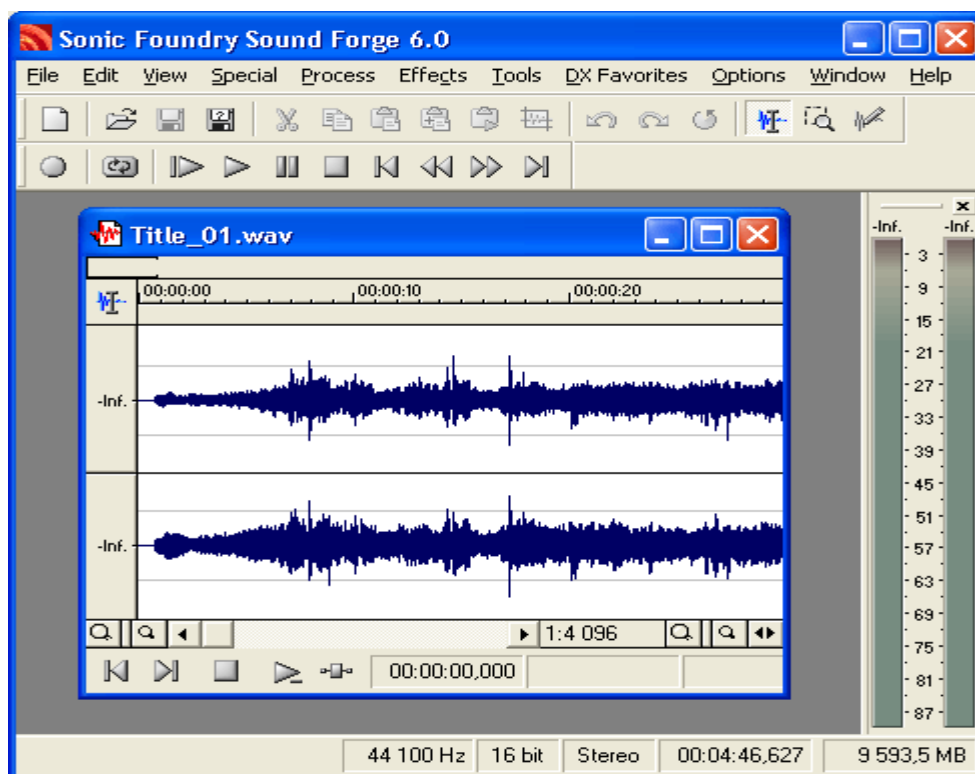 Sonic Foundry Sound Forge 6.0
File Edit View Special Process Effects Tools DX Favorites Options Window Help
Title_01.wav
00:00:00 00:00:10 00:00:20
-Inf.
-Inf.
1:4 096
00:00:00,000
-Inf. -Inf.
3
9
15
21
27
33
39
45
51
57
63
69
75
81
87
44 100 Hz 16 bit Stereo 00:04:46,627 9 593,5 MB